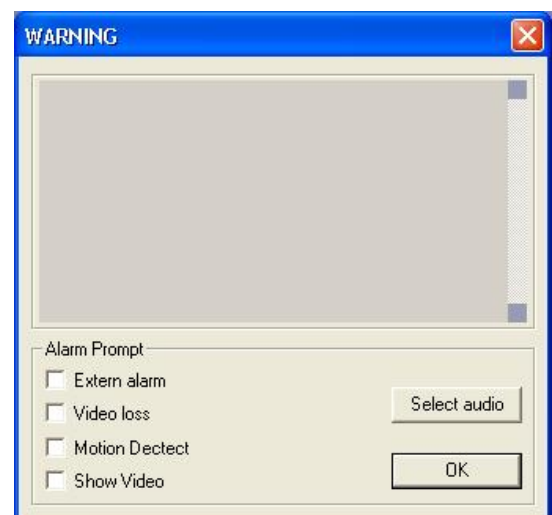 WARNING
Alarm Prompt
Extern alarm
Select audio
Video loss
Motion Dectect
OK
Show Video